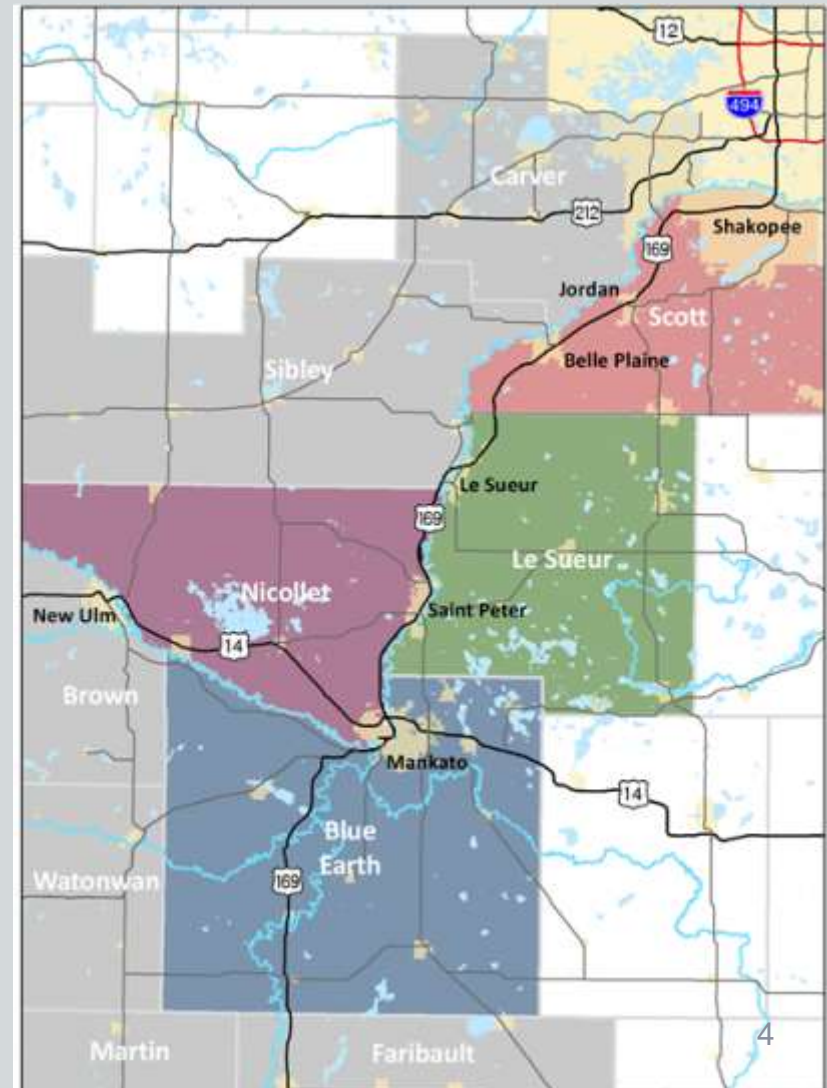 12
494
Carver
212
Shakopee
169
Jordan
Scott
Belle Plaine
Sibley
Le Sueur
169
Le Sueur
Nicollet
Saint Peter
New Ulm
14
Brown
Mankato
14
Blue
Earth
Watonwan
169
4
Martin
Faribault